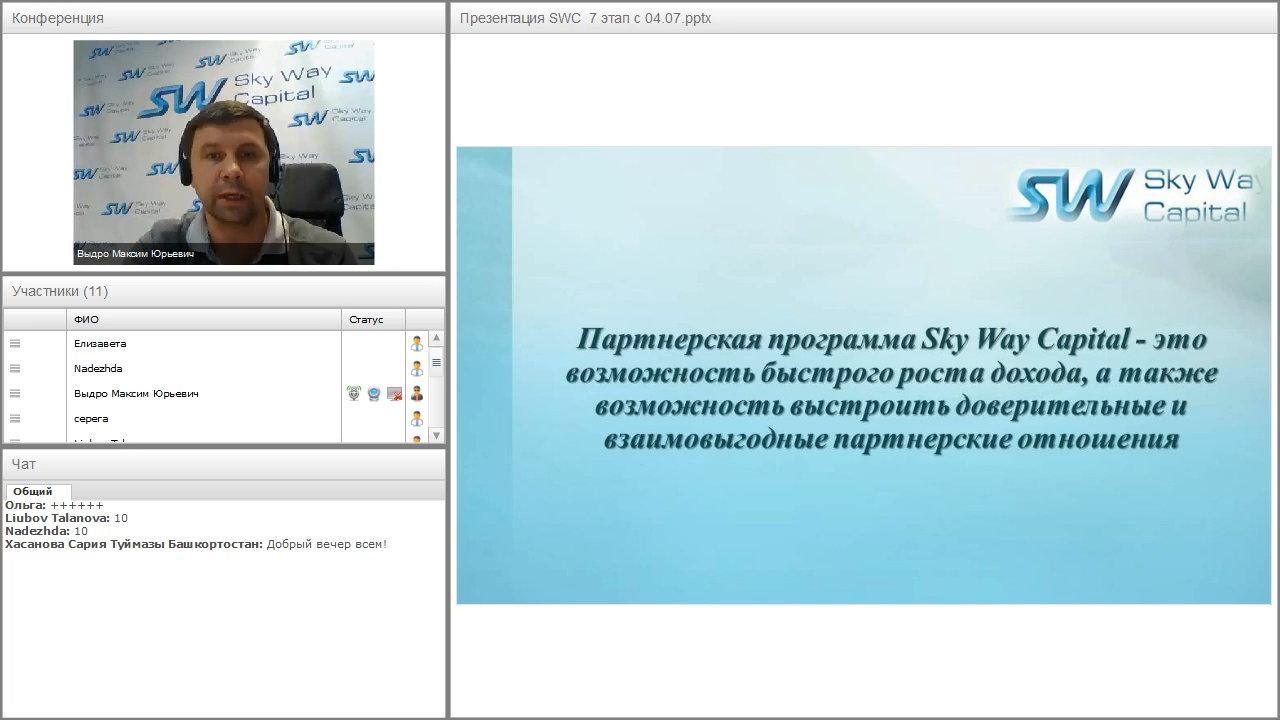 Конференция
Sky Way
Capital
Выдро Максим Юрьевич
Участники (11)
ФИО
Статус
Елизавета
Nadezhda
Выдро Максим Юрьевич
серега
Чат
Общий
Ольга: ++++++
Liubov Talanova: 10
Nadezhda: 10
Хасанова Сария Туймазы Башкортостан: Добрый вечер всем!
Презентация SWC 7 этап с 04.07.pptx
SW Sky Way
Capital
Партнерская программа Sky Way Capital - это
возможность быстрого роста дохода, а также
возможность выстроить доверительные и
взаимовыгодные партнерские отношения